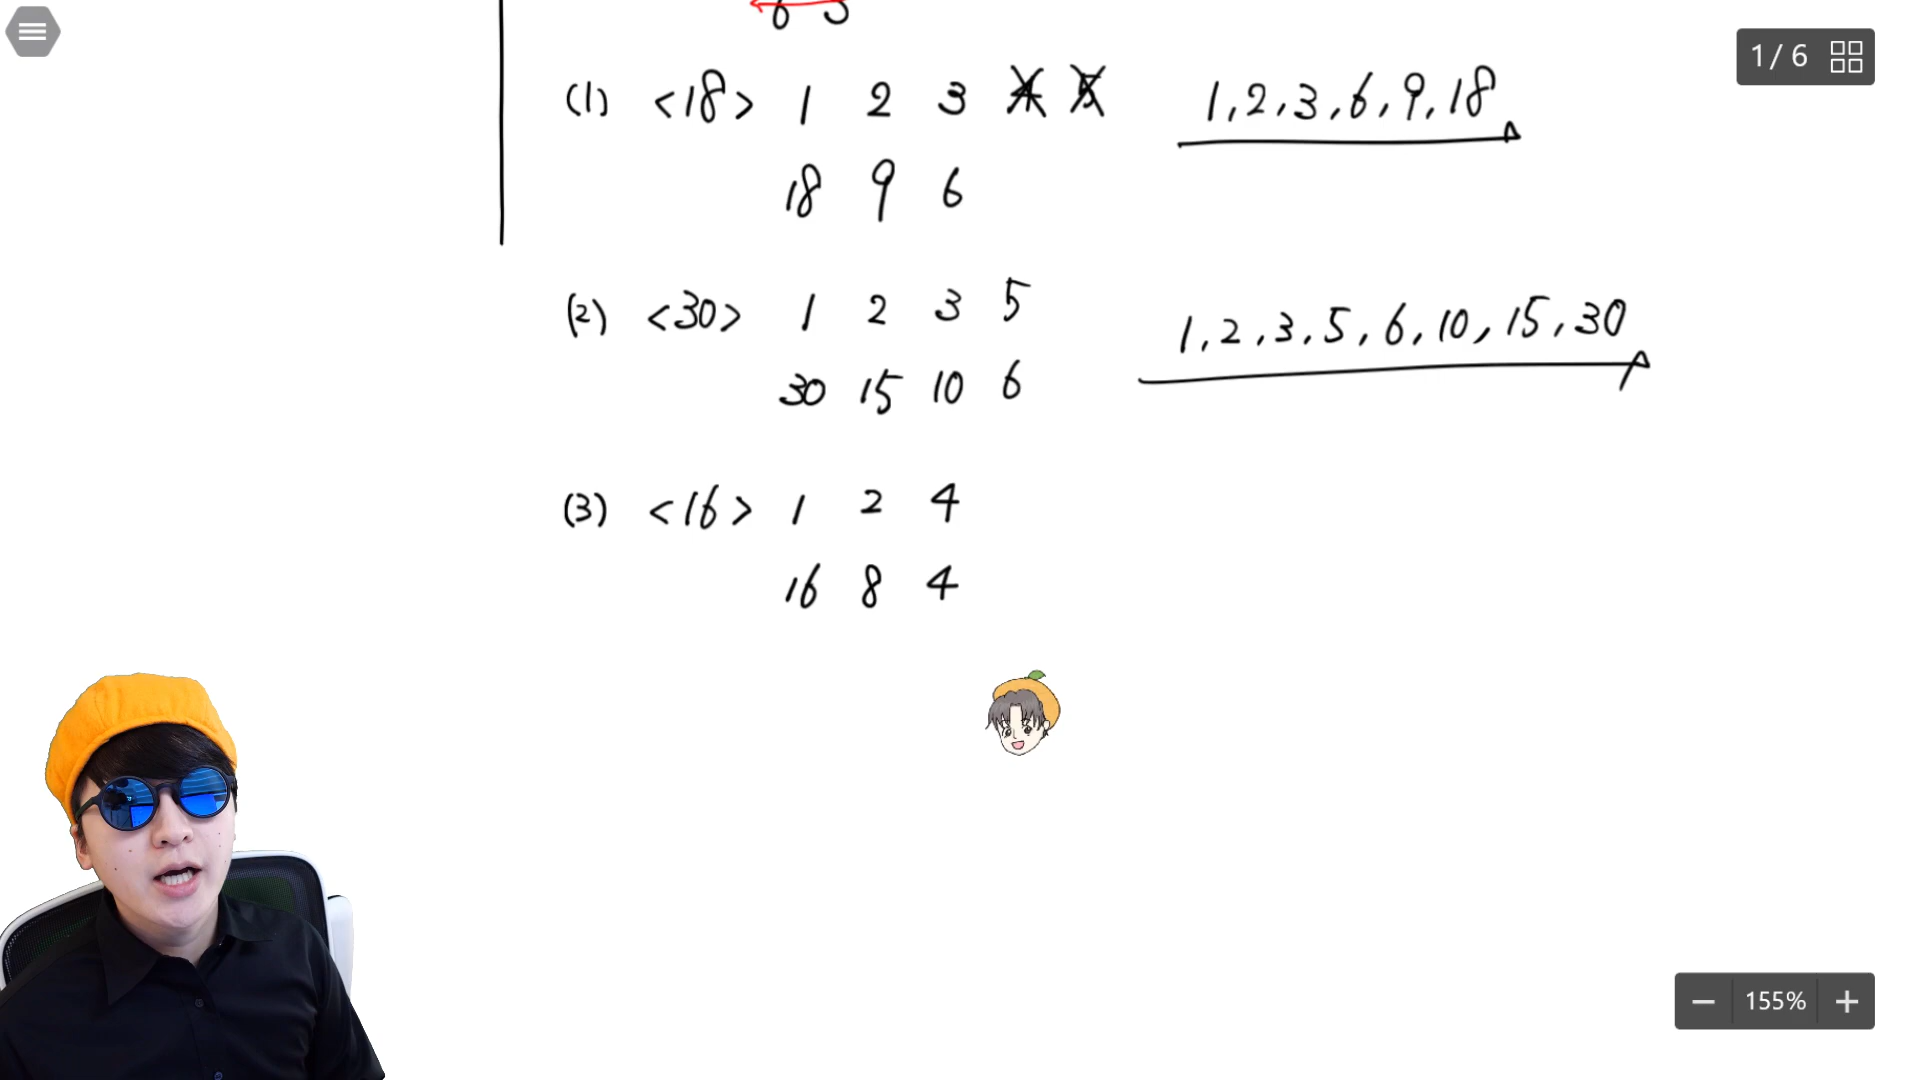 1 / 6
6 3
(1) <18> 1 2 3 4 5 1, 2, 3, 6, 9, 18
18 9 6
(2) <30> 1 2 3 5 1, 2, 3, 5, 6, 10, 15, 30
30 15 10 6
(3) <16> 1 2 4
16 8 4
155%